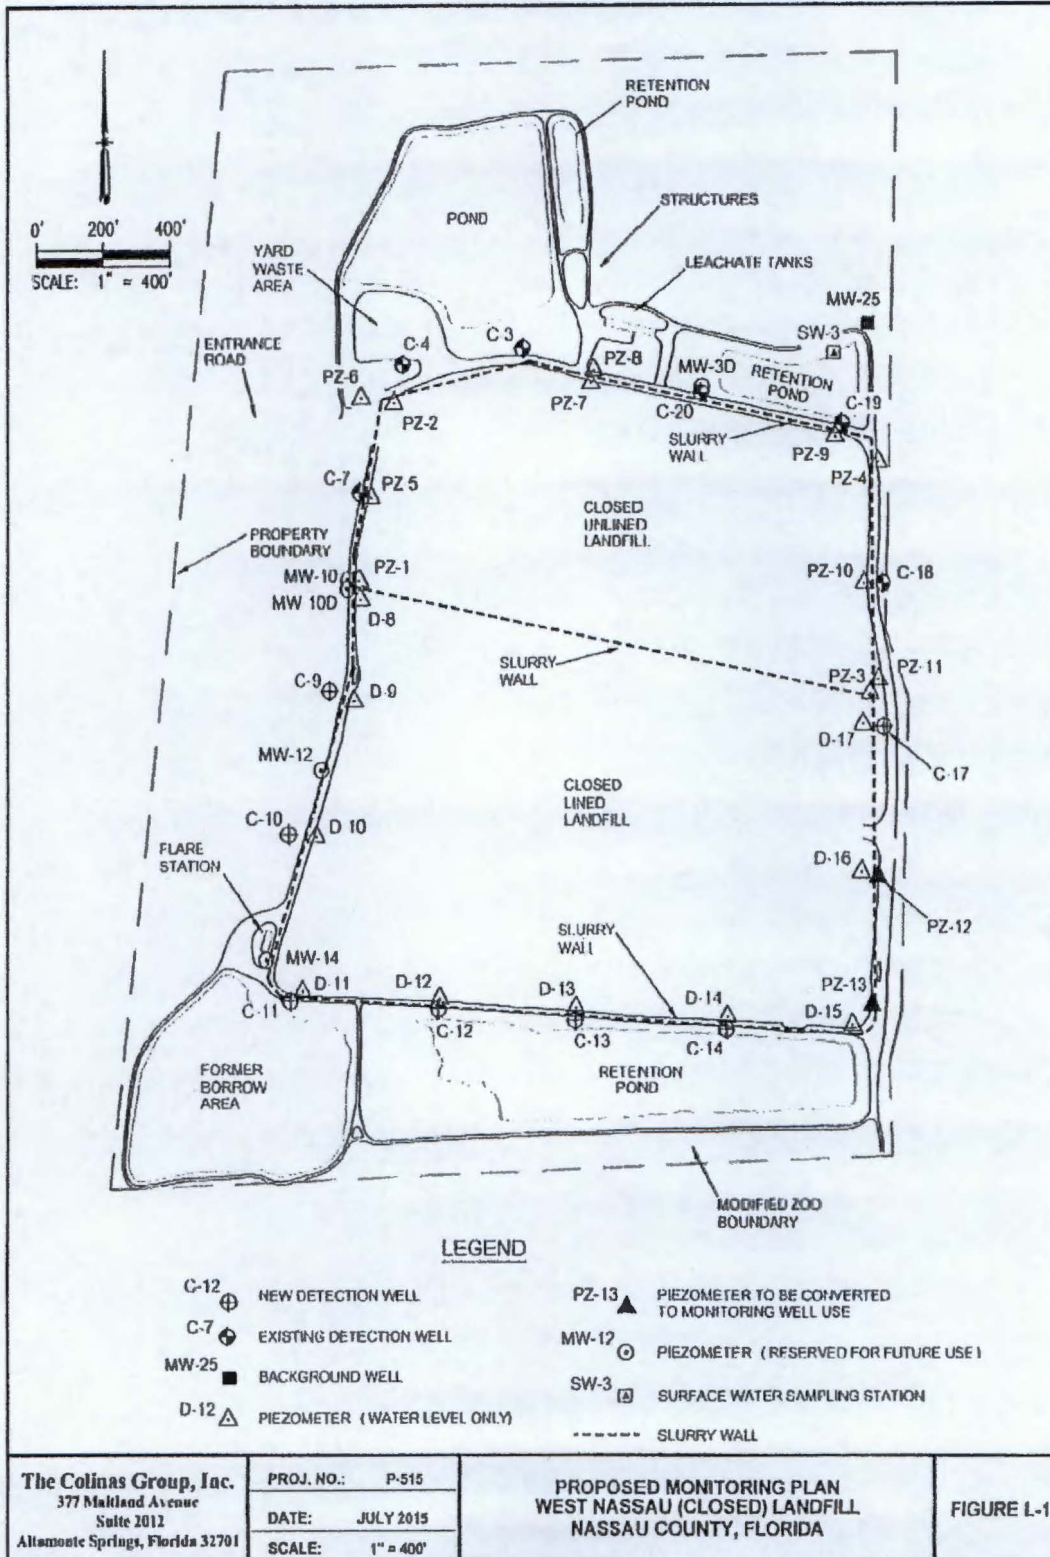 RETENTION
POND
0' 200' 400'
SCALE: 1" = 400'
POND
STRUCTURES
YARD
WASTE
AREA
LEACHATE TANKS
MW-25
SW-3
ENTRANCE
ROAD
C-4
C-3
PZ-8
MW-3D
RETENTION
POND
PZ-6
PZ-2
PZ-7
C-20
C-19
SLURRY
WALL
PZ-9
PZ-4
C-7
PZ 5
CLOSED
UNLINED
LANDFILL
PROPERTY
BOUNDARY
MW-10
PZ-1
MW 10D
D-8
PZ-10
C-18
SLURRY
WALL
PZ-3
PZ-11
C-9
D-9
D-17
MW-12
C-17
CLOSED
LINED
LANDFILL
C-10
D-10
FLARE
STATION
D-16
PZ-12
SLURRY
WALL
MW-14
D-11
D-12
D-13
D-14
PZ-13
D-15
C-11
C-12
C-13
C-14
FORMER
BORROW
AREA
RETENTION
POND
MODIFIED ZOD
BOUNDARY
LEGEND
C-12 NEW DETECTION WELL
C-7 EXISTING DETECTION WELL
MW-25 BACKGROUND WELL
D-12 PIEZOMETER (WATER LEVEL ONLY)
PZ-13 PIEZOMETER TO BE CONVERTED
TO MONITORING WELL USE
MW-12 PIEZOMETER (RESERVED FOR FUTURE USE)
SW-3 SURFACE WATER SAMPLING STATION
SLURRY WALL
The Colinas Group, Inc.
377 Maitland Avenue
Suite 2012
Altamonte Springs, Florida 32701
PROJ. NO.: P-515
DATE: JULY 2015
SCALE: 1" = 400'
PROPOSED MONITORING PLAN
WEST NASSAU (CLOSED) LANDFILL
NASSAU COUNTY, FLORIDA
FIGURE L-1